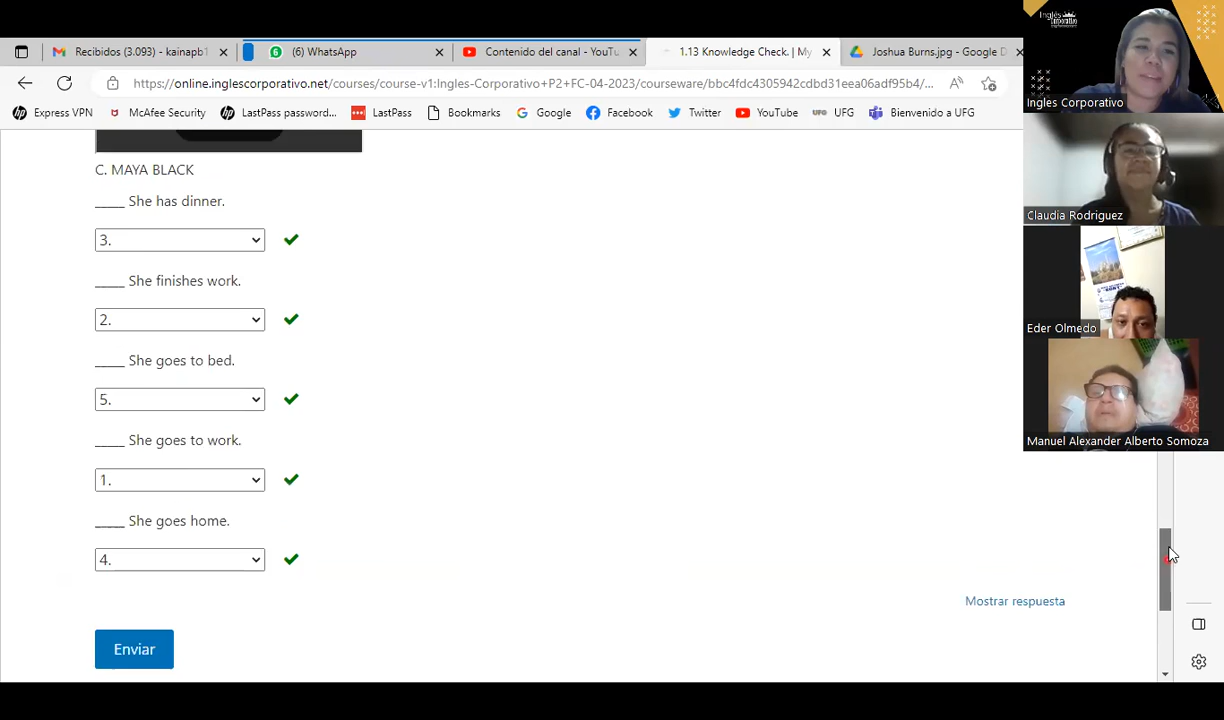 Recibidos (3.093) - kainapb1
(6) WhatsApp
Contenido del canal - YouTu
1.13 Knowledge Check. | My
Joshua Burns.jpg - Google D
https://online.inglescorporativo.net/courses/course-v1:Ingles-Corporativo+P2+FC-04-2023/courseware/bbc4fdc4305942cdbd31eea06adf95b4/...
Express VPN
McAfee Security
LastPass password...
LastPass
Bookmarks
Google
Facebook
Twitter
YouTube
UFG
Bienvenido a UFG
C. MAYA BLACK
_____ She has dinner.
3.
_____ She finishes work.
2.
_____ She goes to bed.
5.
_____ She goes to work.
1.
_____ She goes home.
4.
Mostrar respuesta
Enviar
Inglés
Corporativo
Ingles Corporativo
Claudia Rodriguez
Eder Olmedo
Manuel Alexander Alberto Somoza